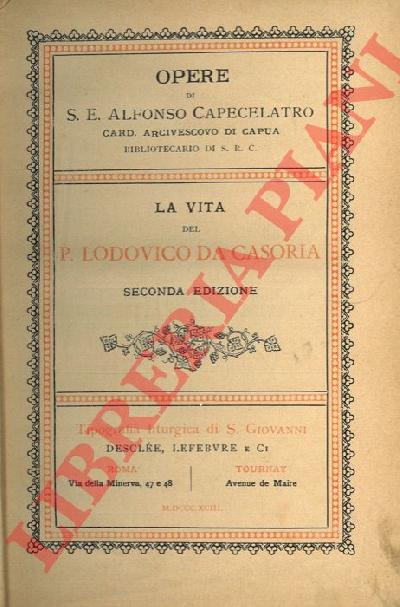 OPERE
DI
S. E. ALFONSO CAPECELATRO
CARD. ARCIVESCOVO DI CAPUA
BIBLIOTECARIO DI S. R. C.
LA VITA
DEL
P. LODOVICO DA CASORIA
SECONDA EDIZIONE
Tipografia liturgica di S. GIOVANNI
DESCLÉE, LEFEBVRE E Ci
ROMA
Via della Minerva, 47 e 48
TOURNAY
Avenue de Maire
M.DCCC.XCIII.
LIBRERIA PIANI